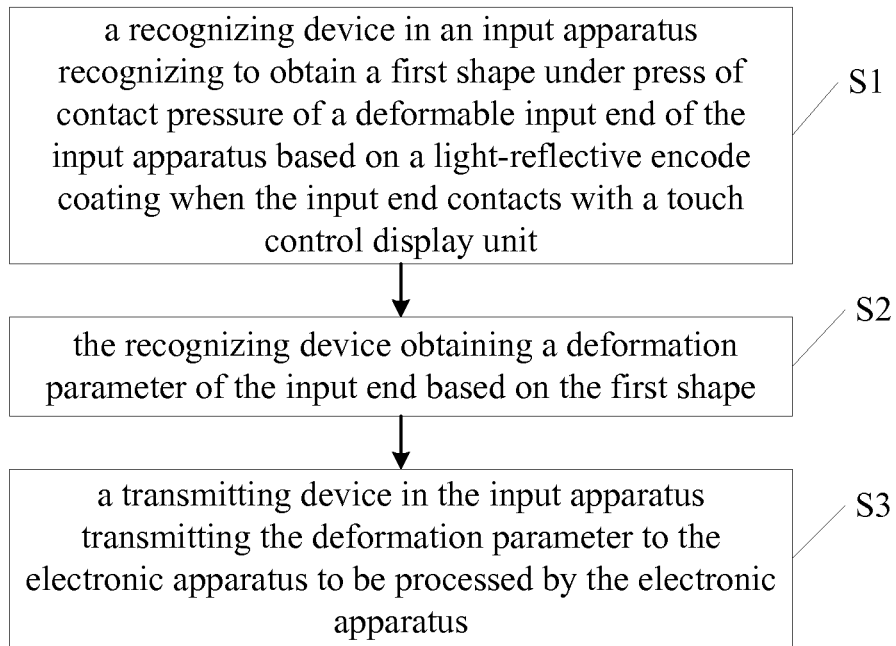 a recognizing device in an input apparatus
recognizing to obtain a first shape under press of
contact pressure of a deformable input end of the
input apparatus based on a light-reflective encode
coating when the input end contacts with a touch
control display unit
S1
the recognizing device obtaining a deformation
parameter of the input end based on the first shape
S2
a transmitting device in the input apparatus
transmitting the deformation parameter to the
electronic apparatus to be processed by the electronic
apparatus
S3